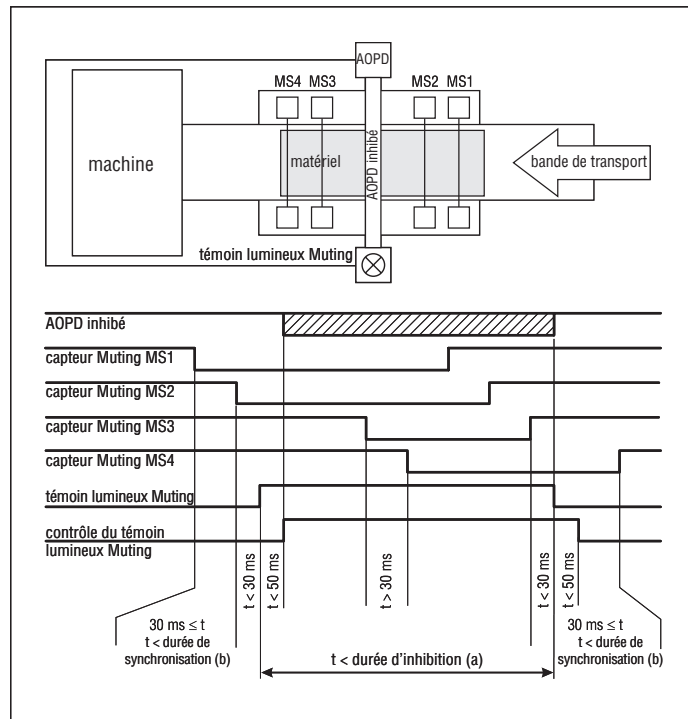 AOPD
MS4 MS3 MS2 MS1
machine
matériel
AOPD inhibé
bande de transport
témoin lumineux Muting
AOPD inhibé
capteur Muting MS1
capteur Muting MS2
capteur Muting MS3
capteur Muting MS4
témoin lumineux Muting
contrôle du témoin
lumineux Muting
t < 30 ms
t < 50 ms
t > 30 ms
t < 30 ms
t < 50 ms
30 ms ≤ t
t < durée de
synchronisation (b)
t < durée d'inhibition (a)
30 ms ≤ t
t < durée de
synchronisation (b)